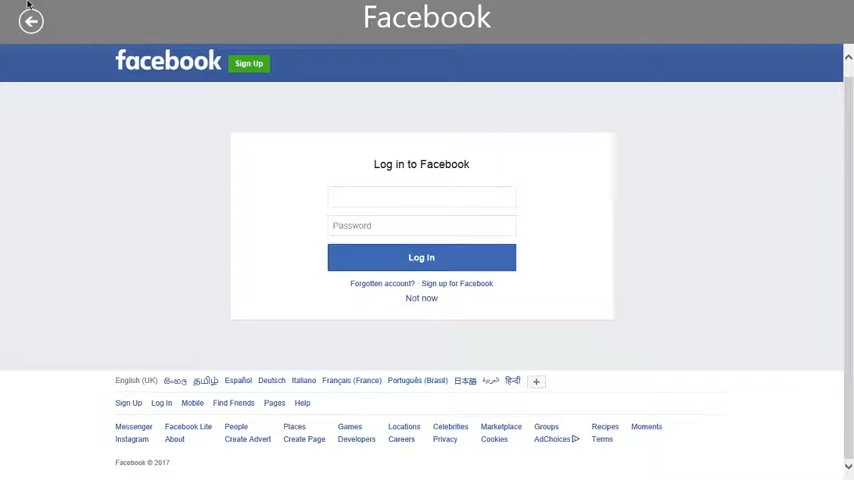 Facebook
facebook Sign Up
Log in to Facebook
Password
Log In
Forgotten account? · Sign up for Facebook
Not now
English (UK) සිංහල தமிழ் Español Deutsch Italiano Français (France) Português (Brasil) 日本語 العربية हिन्दी +
Sign Up Log In Mobile Find Friends Pages Help
Messenger Facebook Lite People Places Games Locations Celebrities Marketplace Groups Recipes Moments
Instagram About Create Advert Create Page Developers Careers Privacy Cookies AdChoices Terms
Facebook © 2017